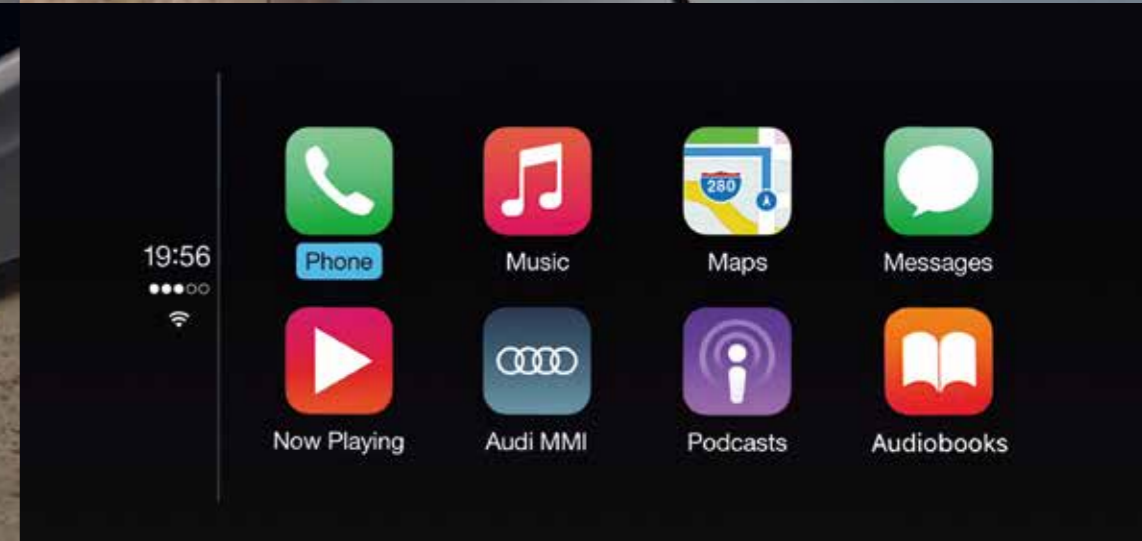 19:56
Phone
Music
280
Maps
Messages
Now Playing
Audi MMI
Podcasts
Audiobooks